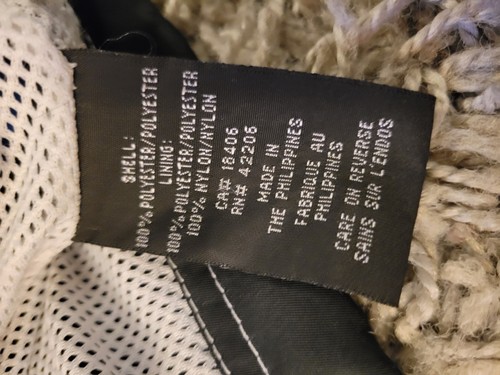 SHELL:
100% POLYESTER/POLYESTER
LINING:
100% POLYESTER/POLYESTER
100% NYLON/NYLON
CA# 18406
RN# 42206
MADE IN
THE PHILIPPINES
FABRIQUE AU
PHILIPPINES
CARE ON REVERSE
SAINS SUR L'ENDOS